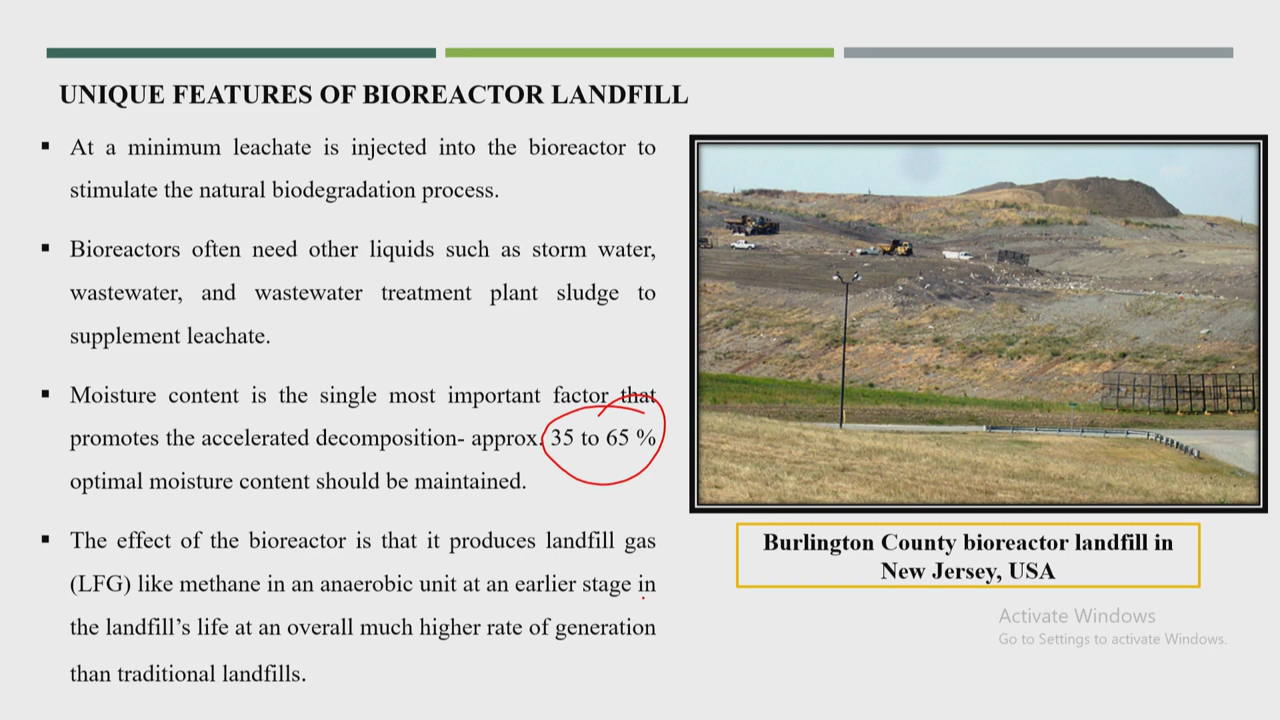 UNIQUE FEATURES OF BIOREACTOR LANDFILL
▪ At a minimum leachate is injected into the bioreactor to
stimulate the natural biodegradation process.
▪ Bioreactors often need other liquids such as storm water,
wastewater, and wastewater treatment plant sludge to
supplement leachate.
▪ Moisture content is the single most important factor that
promotes the accelerated decomposition- approx. 35 to 65 %
optimal moisture content should be maintained.
▪ The effect of the bioreactor is that it produces landfill gas
(LFG) like methane in an anaerobic unit at an earlier stage in
the landfill’s life at an overall much higher rate of generation
than traditional landfills.
Burlington County bioreactor landfill in
New Jersey, USA
Activate Windows
Go to Settings to activate Windows.